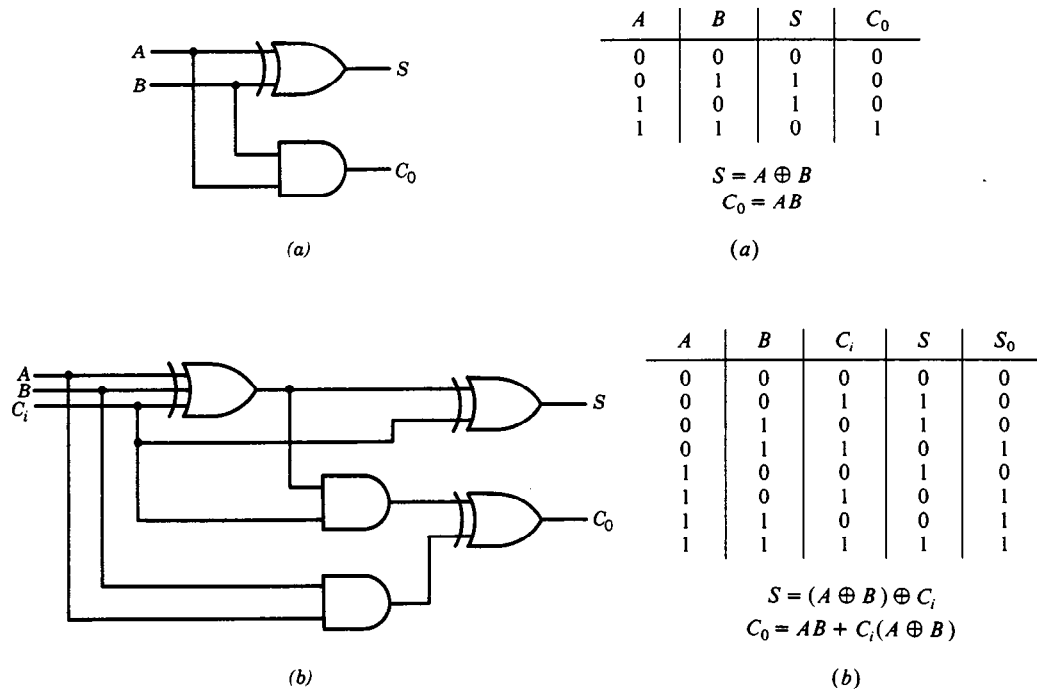 A
B
S
C₀
(a)
A B S C₀
0 0 0 0
0 1 1 0
1 0 1 0
1 1 0 1
S = A ⊕ B
C₀ = AB
(a)
A
B
Cᵢ
S
C₀
(b)
A B Cᵢ S S₀
0 0 0 0 0
0 0 1 1 0
0 1 0 1 0
0 1 1 0 1
1 0 0 1 0
1 0 1 0 1
1 1 0 0 1
1 1 1 1 1
S = (A ⊕ B) ⊕ Cᵢ
C₀ = AB + Cᵢ(A ⊕ B)
(b)